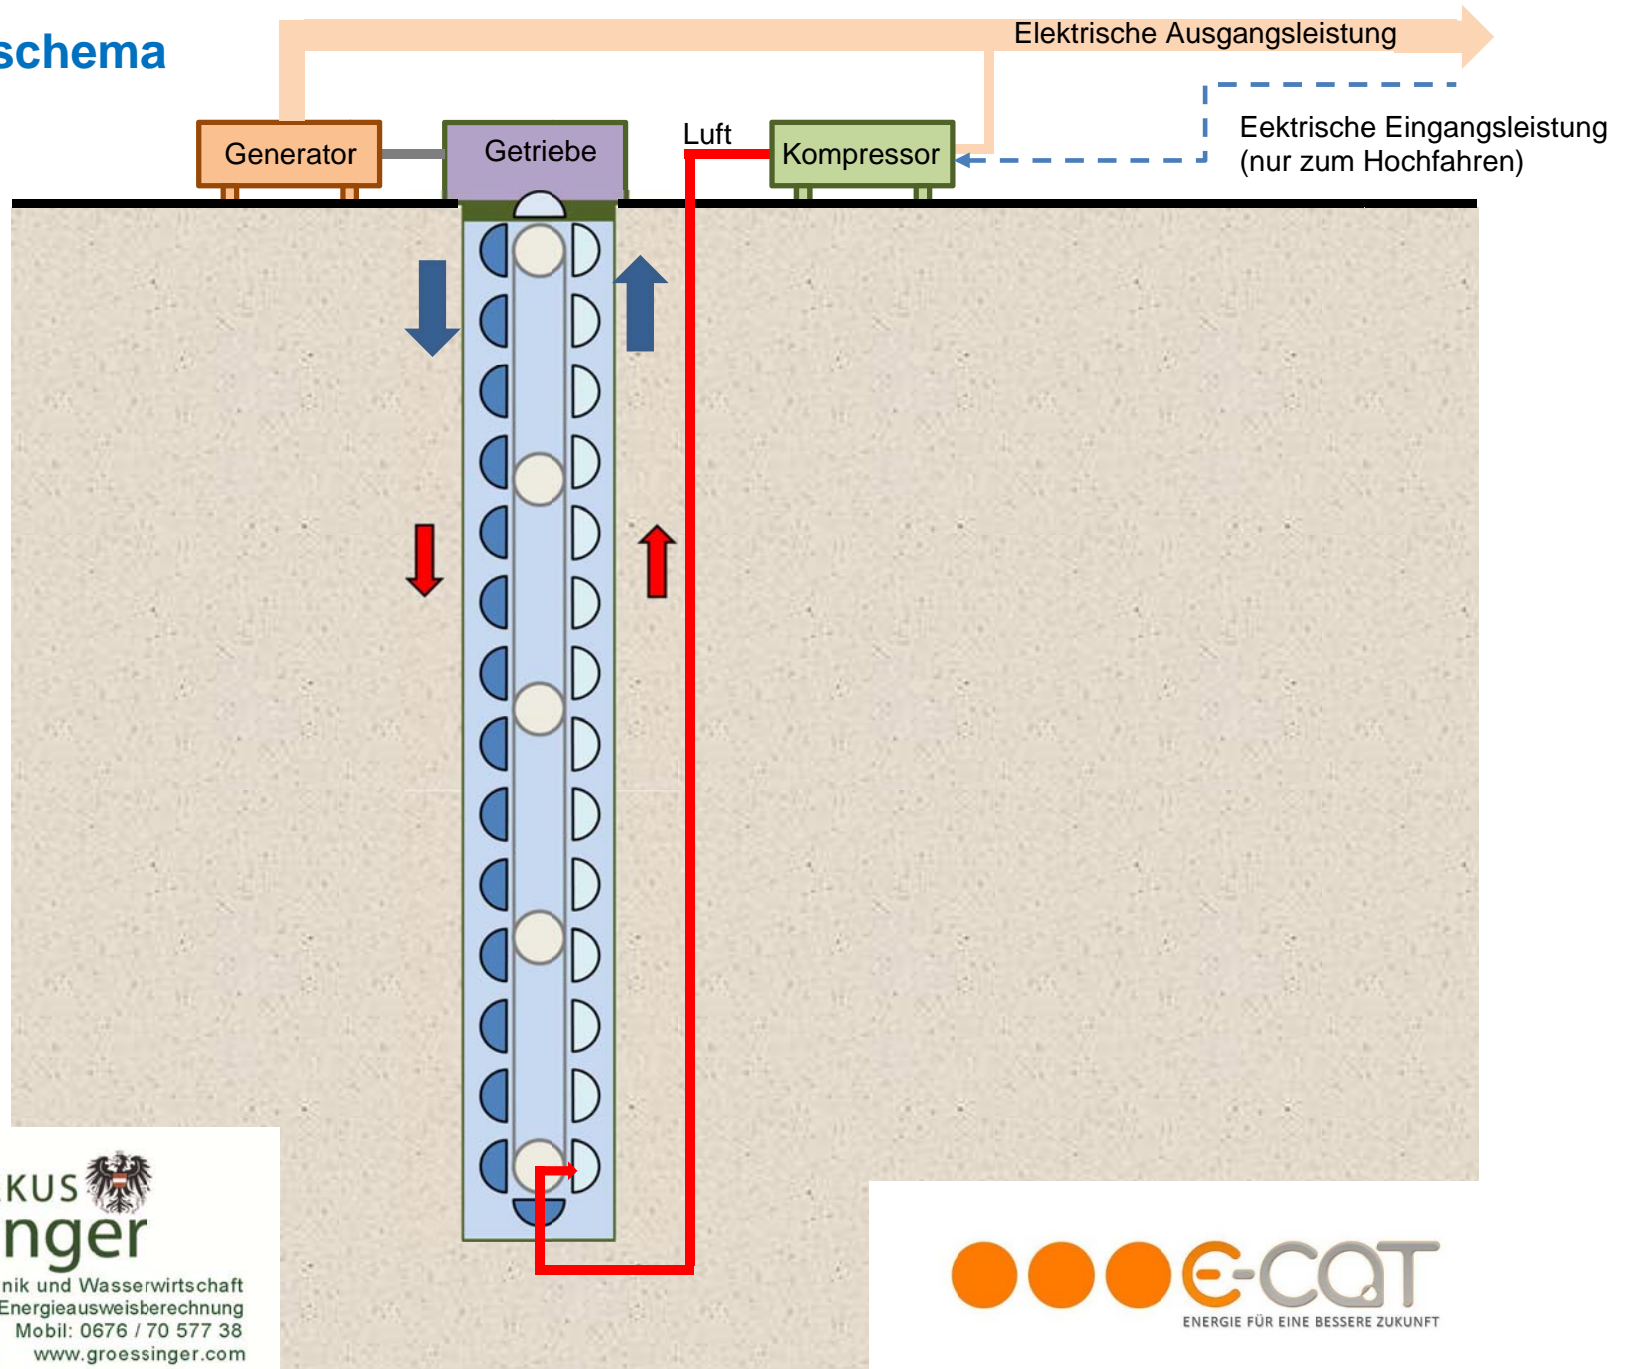 schema
Elektrische Ausgangsleistung
Eektrische Eingangsleistung
(nur zum Hochfahren)
Generator
Getriebe
Luft
Kompressor
KUS
nger
nik und Wasserwirtschaft
Energieausweisberechnung
Mobil: 0676 / 70 577 38
www.groessinger.com
e-CAT
ENERGIE FÜR EINE BESSERE ZUKUNFT